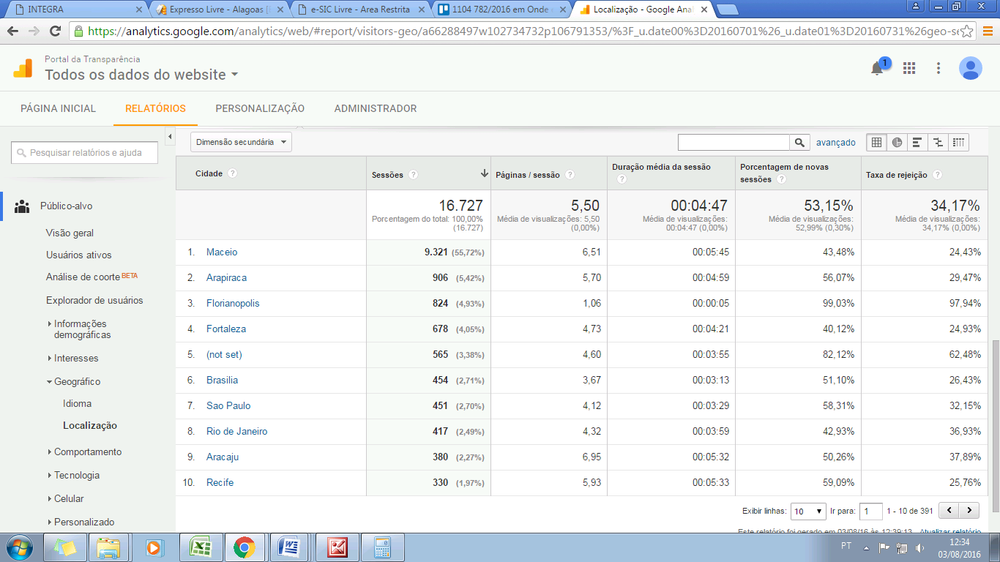 INTEGRA
Expresso Livre - Alagoas [i
e-SIC Livre - Area Restrita
1104 782/2016 em Onde
Localização - Google Anal
https://analytics.google.com/analytics/web/#report/visitors-geo/a66288497w102734732p106791353/%3F_u.date00%3D20160701%26_u.date01%3D20160731%26geo-se
Portal da Transparência
Todos os dados do website
1
PÁGINA INICIAL RELATÓRIOS PERSONALIZAÇÃO ADMINISTRADOR
Pesquisar relatórios e ajuda
Público-alvo
Visão geral
Usuários ativos
Análise de coorte BETA
Explorador de usuários
Informações
demográficas
Interesses
Geográfico
Idioma
Localização
Comportamento
Tecnologia
Celular
Personalizado
Dimensão secundária
avançado
Cidade ? Sessões ? Páginas / sessão ? Duração média da sessão ? Porcentagem de novas sessões ? Taxa de rejeição ?
16.727 5,50 00:04:47 53,15% 34,17%
Porcentagem do total: 100,00% (16.727) Média de visualizações: 5,50 (0,00%) Média de visualizações: 00:04:47 (0,00%) Média de visualizações: 52,99% (0,30%) Média de visualizações: 34,17% (0,00%)
1. Maceio 9.321 (55,72%) 6,51 00:05:45 43,48% 24,43%
2. Arapiraca 906 (5,42%) 5,70 00:04:59 56,07% 29,47%
3. Florianopolis 824 (4,93%) 1,06 00:00:05 99,03% 97,94%
4. Fortaleza 678 (4,05%) 4,73 00:04:21 40,12% 24,93%
5. (not set) 565 (3,38%) 4,60 00:03:55 82,12% 62,48%
6. Brasilia 454 (2,71%) 3,67 00:03:13 51,10% 26,43%
7. Sao Paulo 451 (2,70%) 4,12 00:03:29 58,31% 32,15%
8. Rio de Janeiro 417 (2,49%) 4,32 00:03:59 42,93% 36,93%
9. Aracaju 380 (2,27%) 6,95 00:05:32 50,26% 37,89%
10. Recife 330 (1,97%) 5,93 00:05:33 59,09% 25,76%
Exibir linhas: 10 Ir para: 1 1 - 10 de 391
Este relatório foi gerado em 03/08/16 às 12:39:13 - Atualizar relatório
PT
12:34
03/08/2016